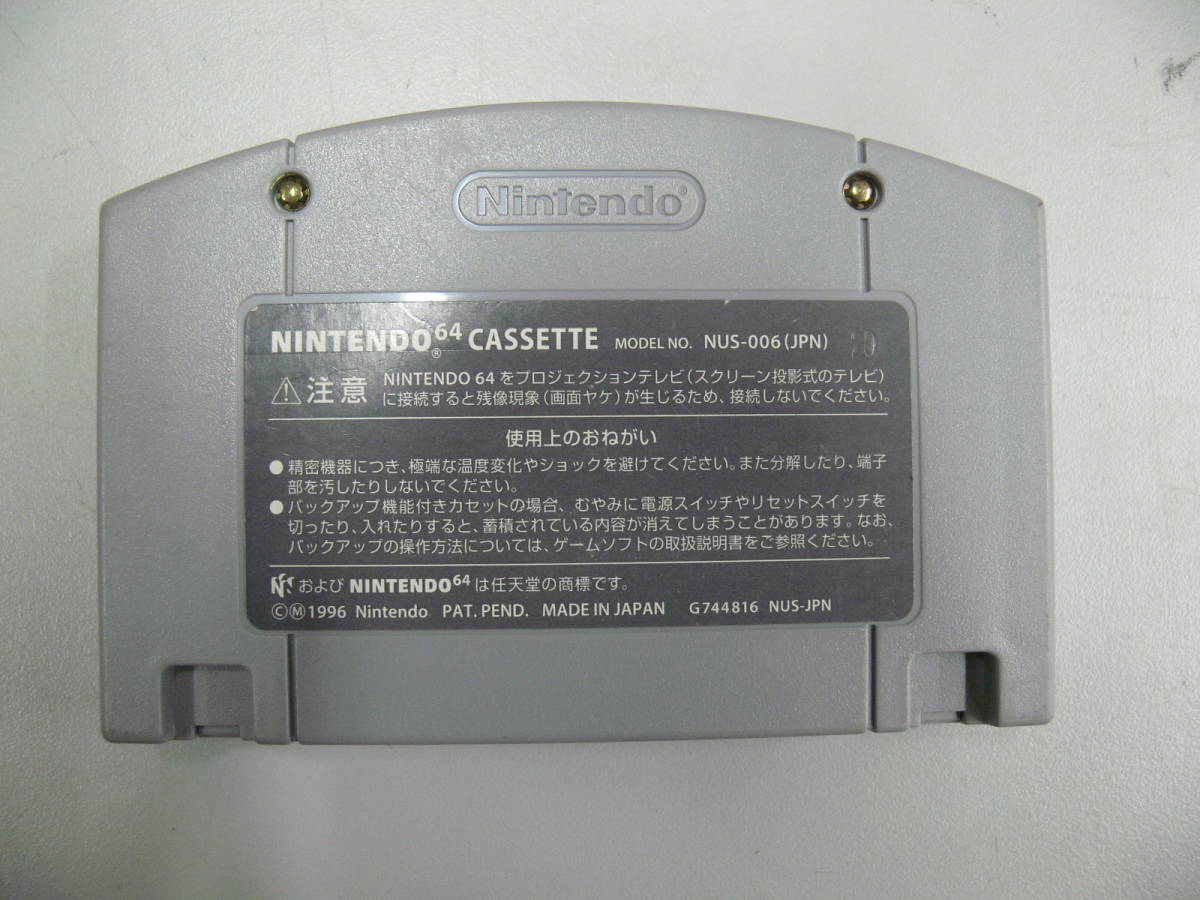 Nintendo®
NINTENDO®64 CASSETTE MODEL NO. NUS-006(JPN)
⚠注意 NINTENDO 64 をプロジェクションテレビ(スクリーン投影式のテレビ)
に接続すると残像現象(画面ヤケ)が生じるため、接続しないでください。
使用上のおねがい
●精密機器につき、極端な温度変化やショックを避けてください。また分解したり、端子
部を汚したりしないでください。
●バックアップ機能付きカセットの場合、むやみに電源スイッチやリセットスイッチを
切ったり、入れたりすると、蓄積されている内容が消えてしまうことがあります。なお、
バックアップの操作方法については、ゲームソフトの取扱説明書をご参照ください。
および NINTENDO64 は任天堂の商標です。
©Ⓜ1996 Nintendo PAT. PEND. MADE IN JAPAN G744816 NUS-JPN